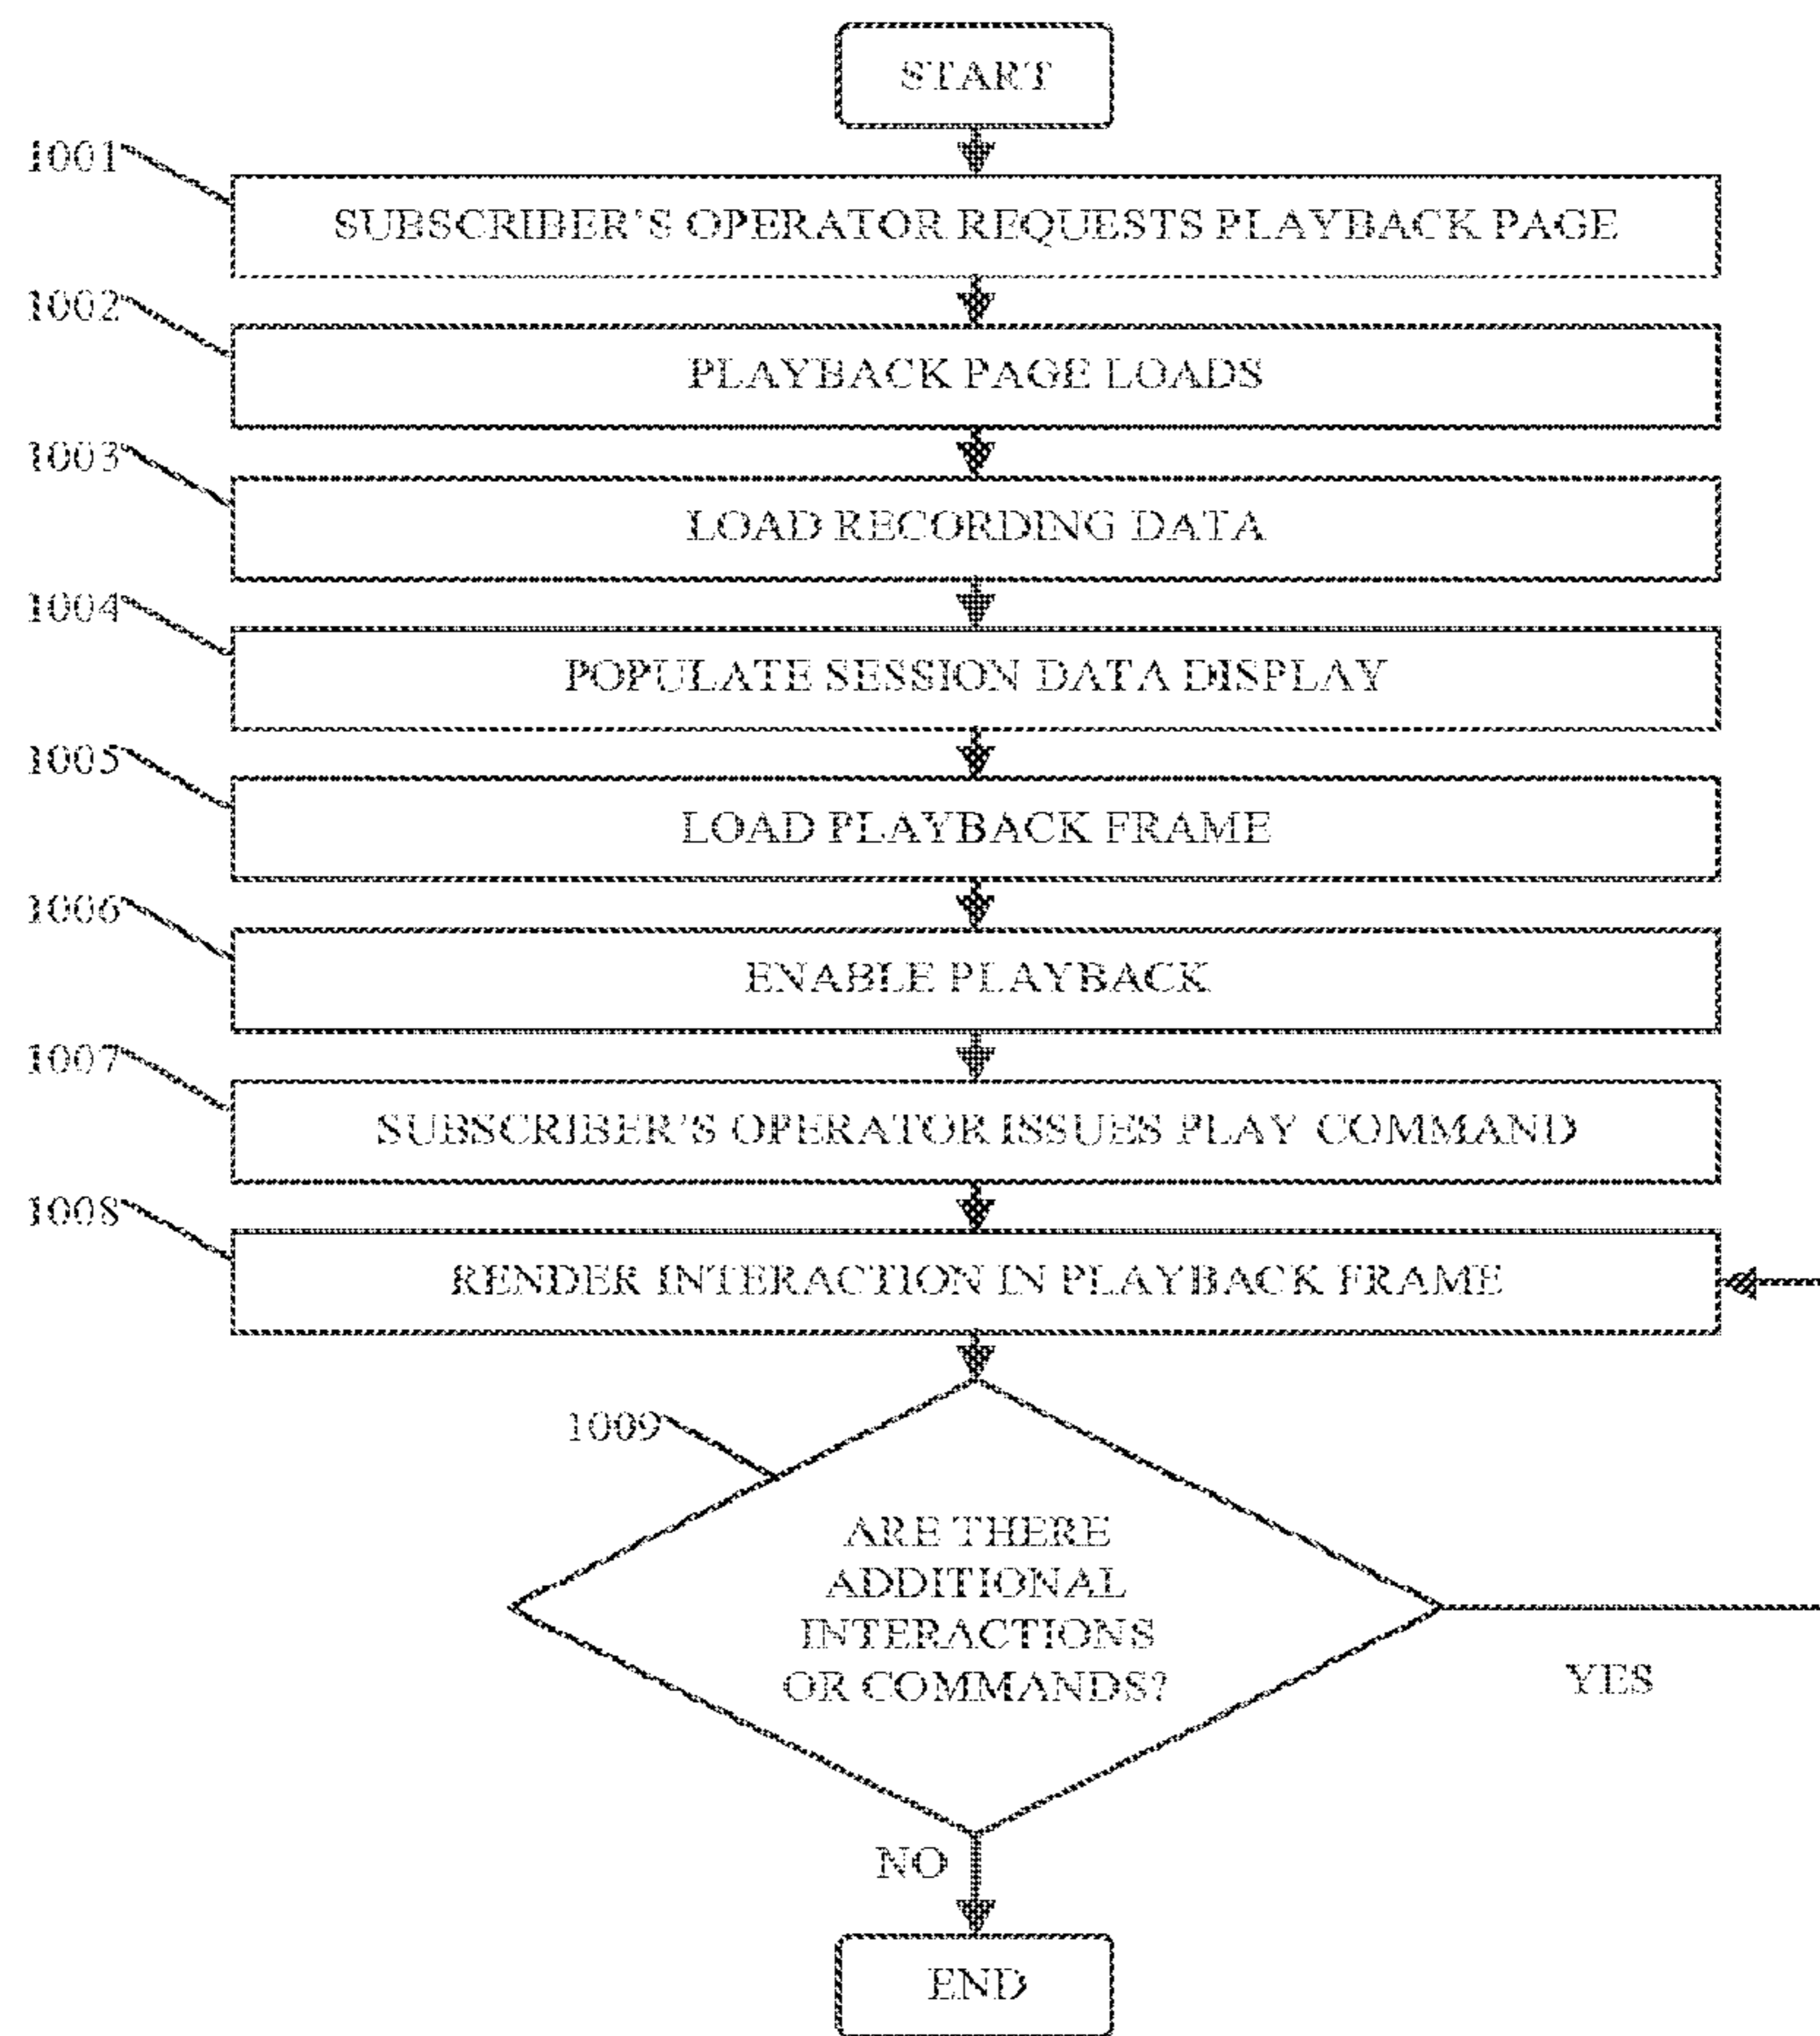 START
1001
SUBSCRIBER'S OPERATOR REQUESTS PLAYBACK PAGE
1002
PLAYBACK PAGE LOADS
1003
LOAD RECORDING DATA
1004
POPULATE SESSION DATA DISPLAY
1005
LOAD PLAYBACK FRAME
1006
ENABLE PLAYBACK
1007
SUBSCRIBER'S OPERATOR ISSUES PLAY COMMAND
1008
RENDER INTERACTION IN PLAYBACK FRAME
1009
ARE THERE
ADDITIONAL
INTERACTIONS
OR COMMANDS?
YES
NO
END